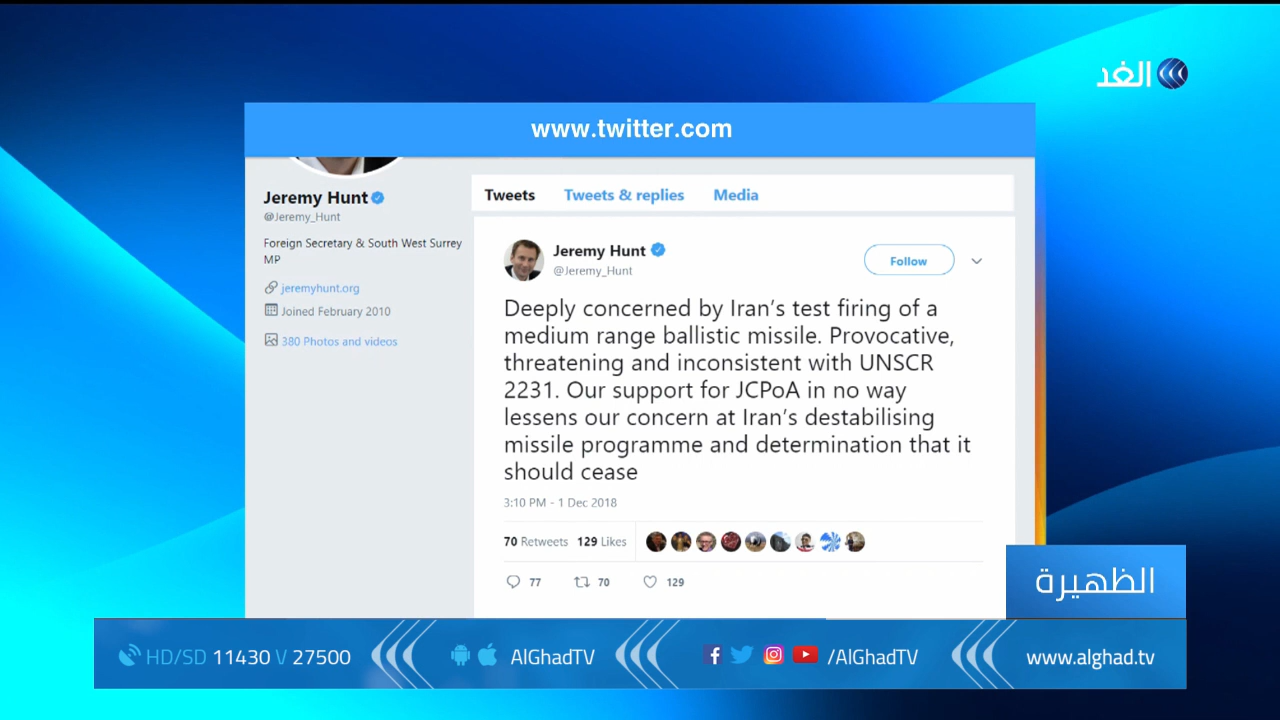 الغد
www.twitter.com
Jeremy Hunt
@Jeremy_Hunt
Foreign Secretary & South West Surrey
MP
jeremyhunt.org
Joined February 2010
380 Photos and videos
Tweets Tweets & replies Media
Jeremy Hunt
@Jeremy_Hunt
Follow
Deeply concerned by Iran’s test firing of a
medium range ballistic missile. Provocative,
threatening and inconsistent with UNSCR
2231. Our support for JCPoA in no way
lessens our concern at Iran’s destabilising
missile programme and determination that it
should cease
3:10 PM - 1 Dec 2018
70 Retweets 129 Likes
77 70 129
الظهيرة
HD/SD 11430 V 27500 AlGhadTV /AlGhadTV www.alghad.tv